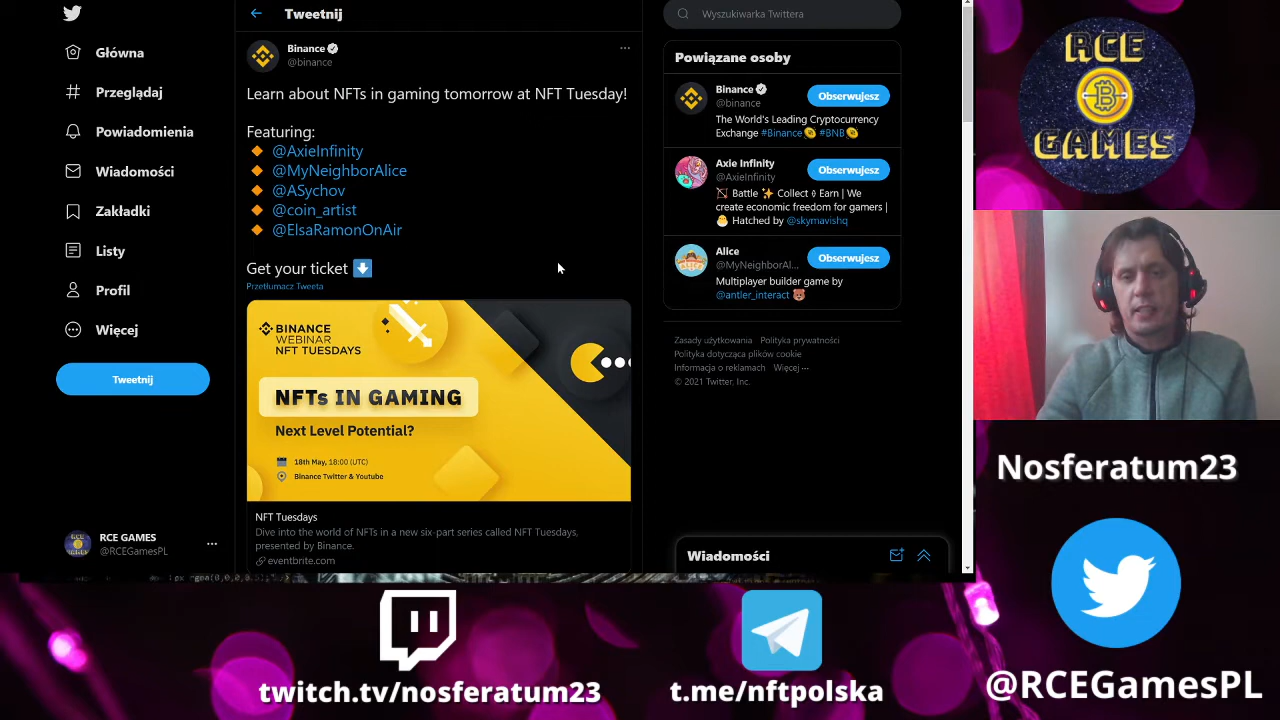 Główna
Przeglądaj
Powiadomienia
Wiadomości
Zakładki
Listy
Profil
Więcej
Tweetnij
RCE GAMES
@RCEGamesPL
Tweetnij
Binance
@binance
Learn about NFTs in gaming tomorrow at NFT Tuesday!
Featuring:
@AxieInfinity
@MyNeighborAlice
@ASychov
@coin_artist
@ElsaRamonOnAir
Get your ticket
Przetłumacz Tweeta
BINANCE
WEBINAR
NFT TUESDAYS
NFTs IN GAMING
Next Level Potential?
18th May, 18:00 (UTC)
Binance Twitter & Youtube
NFT Tuesdays
Dive into the world of NFTs in a new six-part series called NFT Tuesdays,
presented by Binance.
eventbrite.com
Wyszukiwarka Twittera
Powiązane osoby
Binance
@binance
Obserwujesz
The World's Leading Cryptocurrency
Exchange #Binance #BNB
Axie Infinity
@AxieInfinity
Obserwujesz
Battle ✨ Collect ◊ Earn | We
create economic freedom for gamers |
Hatched by @skymavishq
Alice
@MyNeighborAl...
Obserwujesz
Multiplayer builder game by
@antler_interact
Zasady użytkowania Polityka prywatności
Polityka dotycząca plików cookie
Informacja o reklamach Więcej ···
© 2021 Twitter, Inc.
Wiadomości
RCE
GAMES
Nosferatum23
@RCEGamesPL
twitch.tv/nosferatum23
t.me/nftpolska